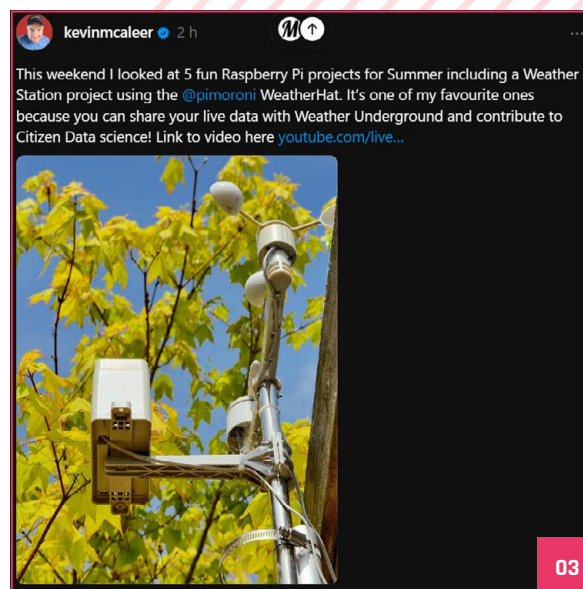 kevinmcaleer 2 h
This weekend I looked at 5 fun Raspberry Pi projects for Summer including a Weather
Station project using the @pimoroni WeatherHat. It’s one of my favourite ones
because you can share your live data with Weather Underground and contribute to
Citizen Data science! Link to video here youtube.com/live...
03